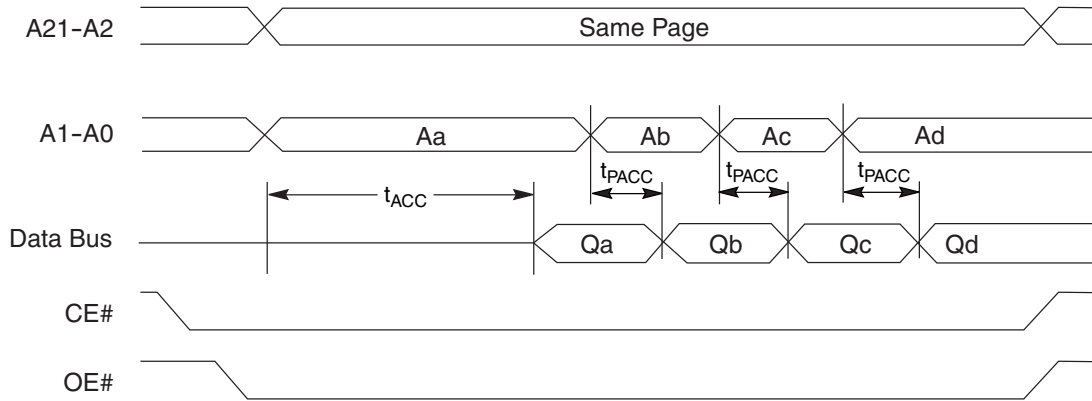 A21-A2 Same Page
A1-A0 Aa Ab Ac Ad
tACC tPACC tPACC tPACC
Data Bus Qa Qb Qc Qd
CE#
OE#